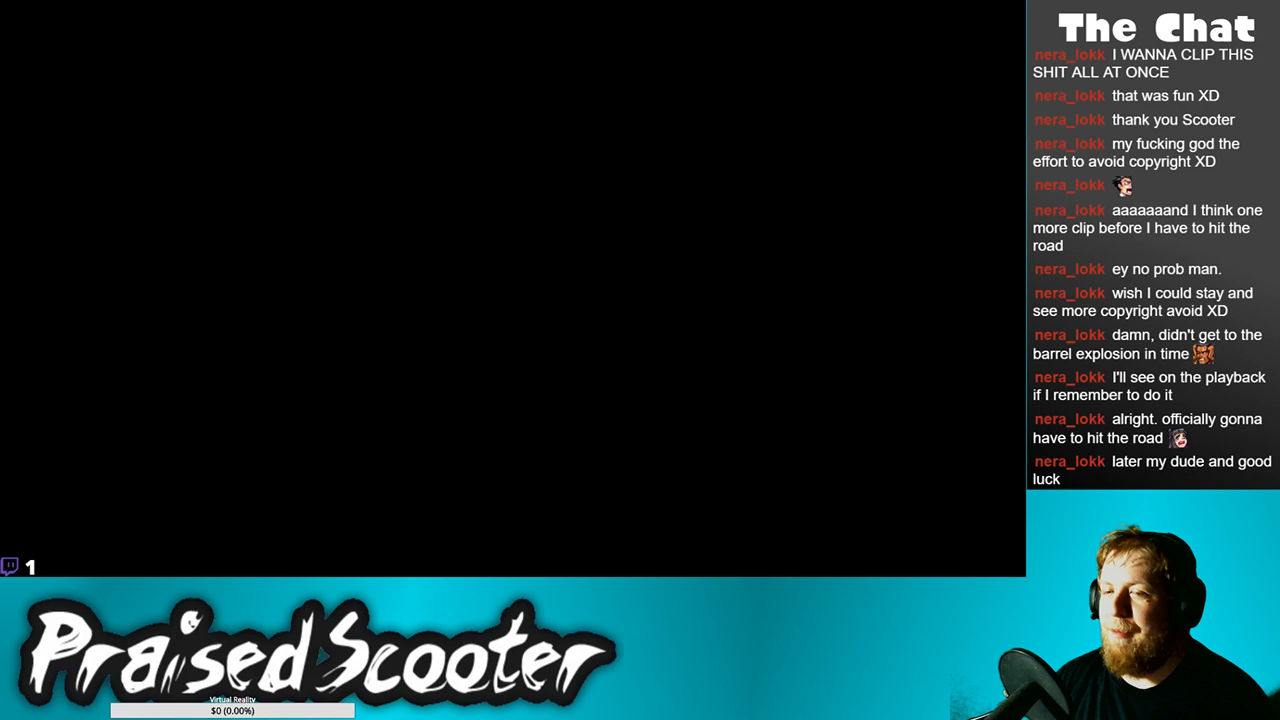 The Chat
nera_lokk I WANNA CLIP THIS
SHIT ALL AT ONCE
nera_lokk that was fun XD
nera_lokk thank you Scooter
nera_lokk my fucking god the
effort to avoid copyright XD
nera_lokk
nera_lokk aaaaaaand I think one
more clip before I have to hit the
road
nera_lokk ey no prob man.
nera_lokk wish I could stay and
see more copyright avoid XD
nera_lokk damn, didn't get to the
barrel explosion in time
nera_lokk I'll see on the playback
if I remember to do it
nera_lokk alright. officially gonna
have to hit the road
nera_lokk later my dude and good
luck
1
PraisedScooter
Virtual Reality
$0 (0.00%)